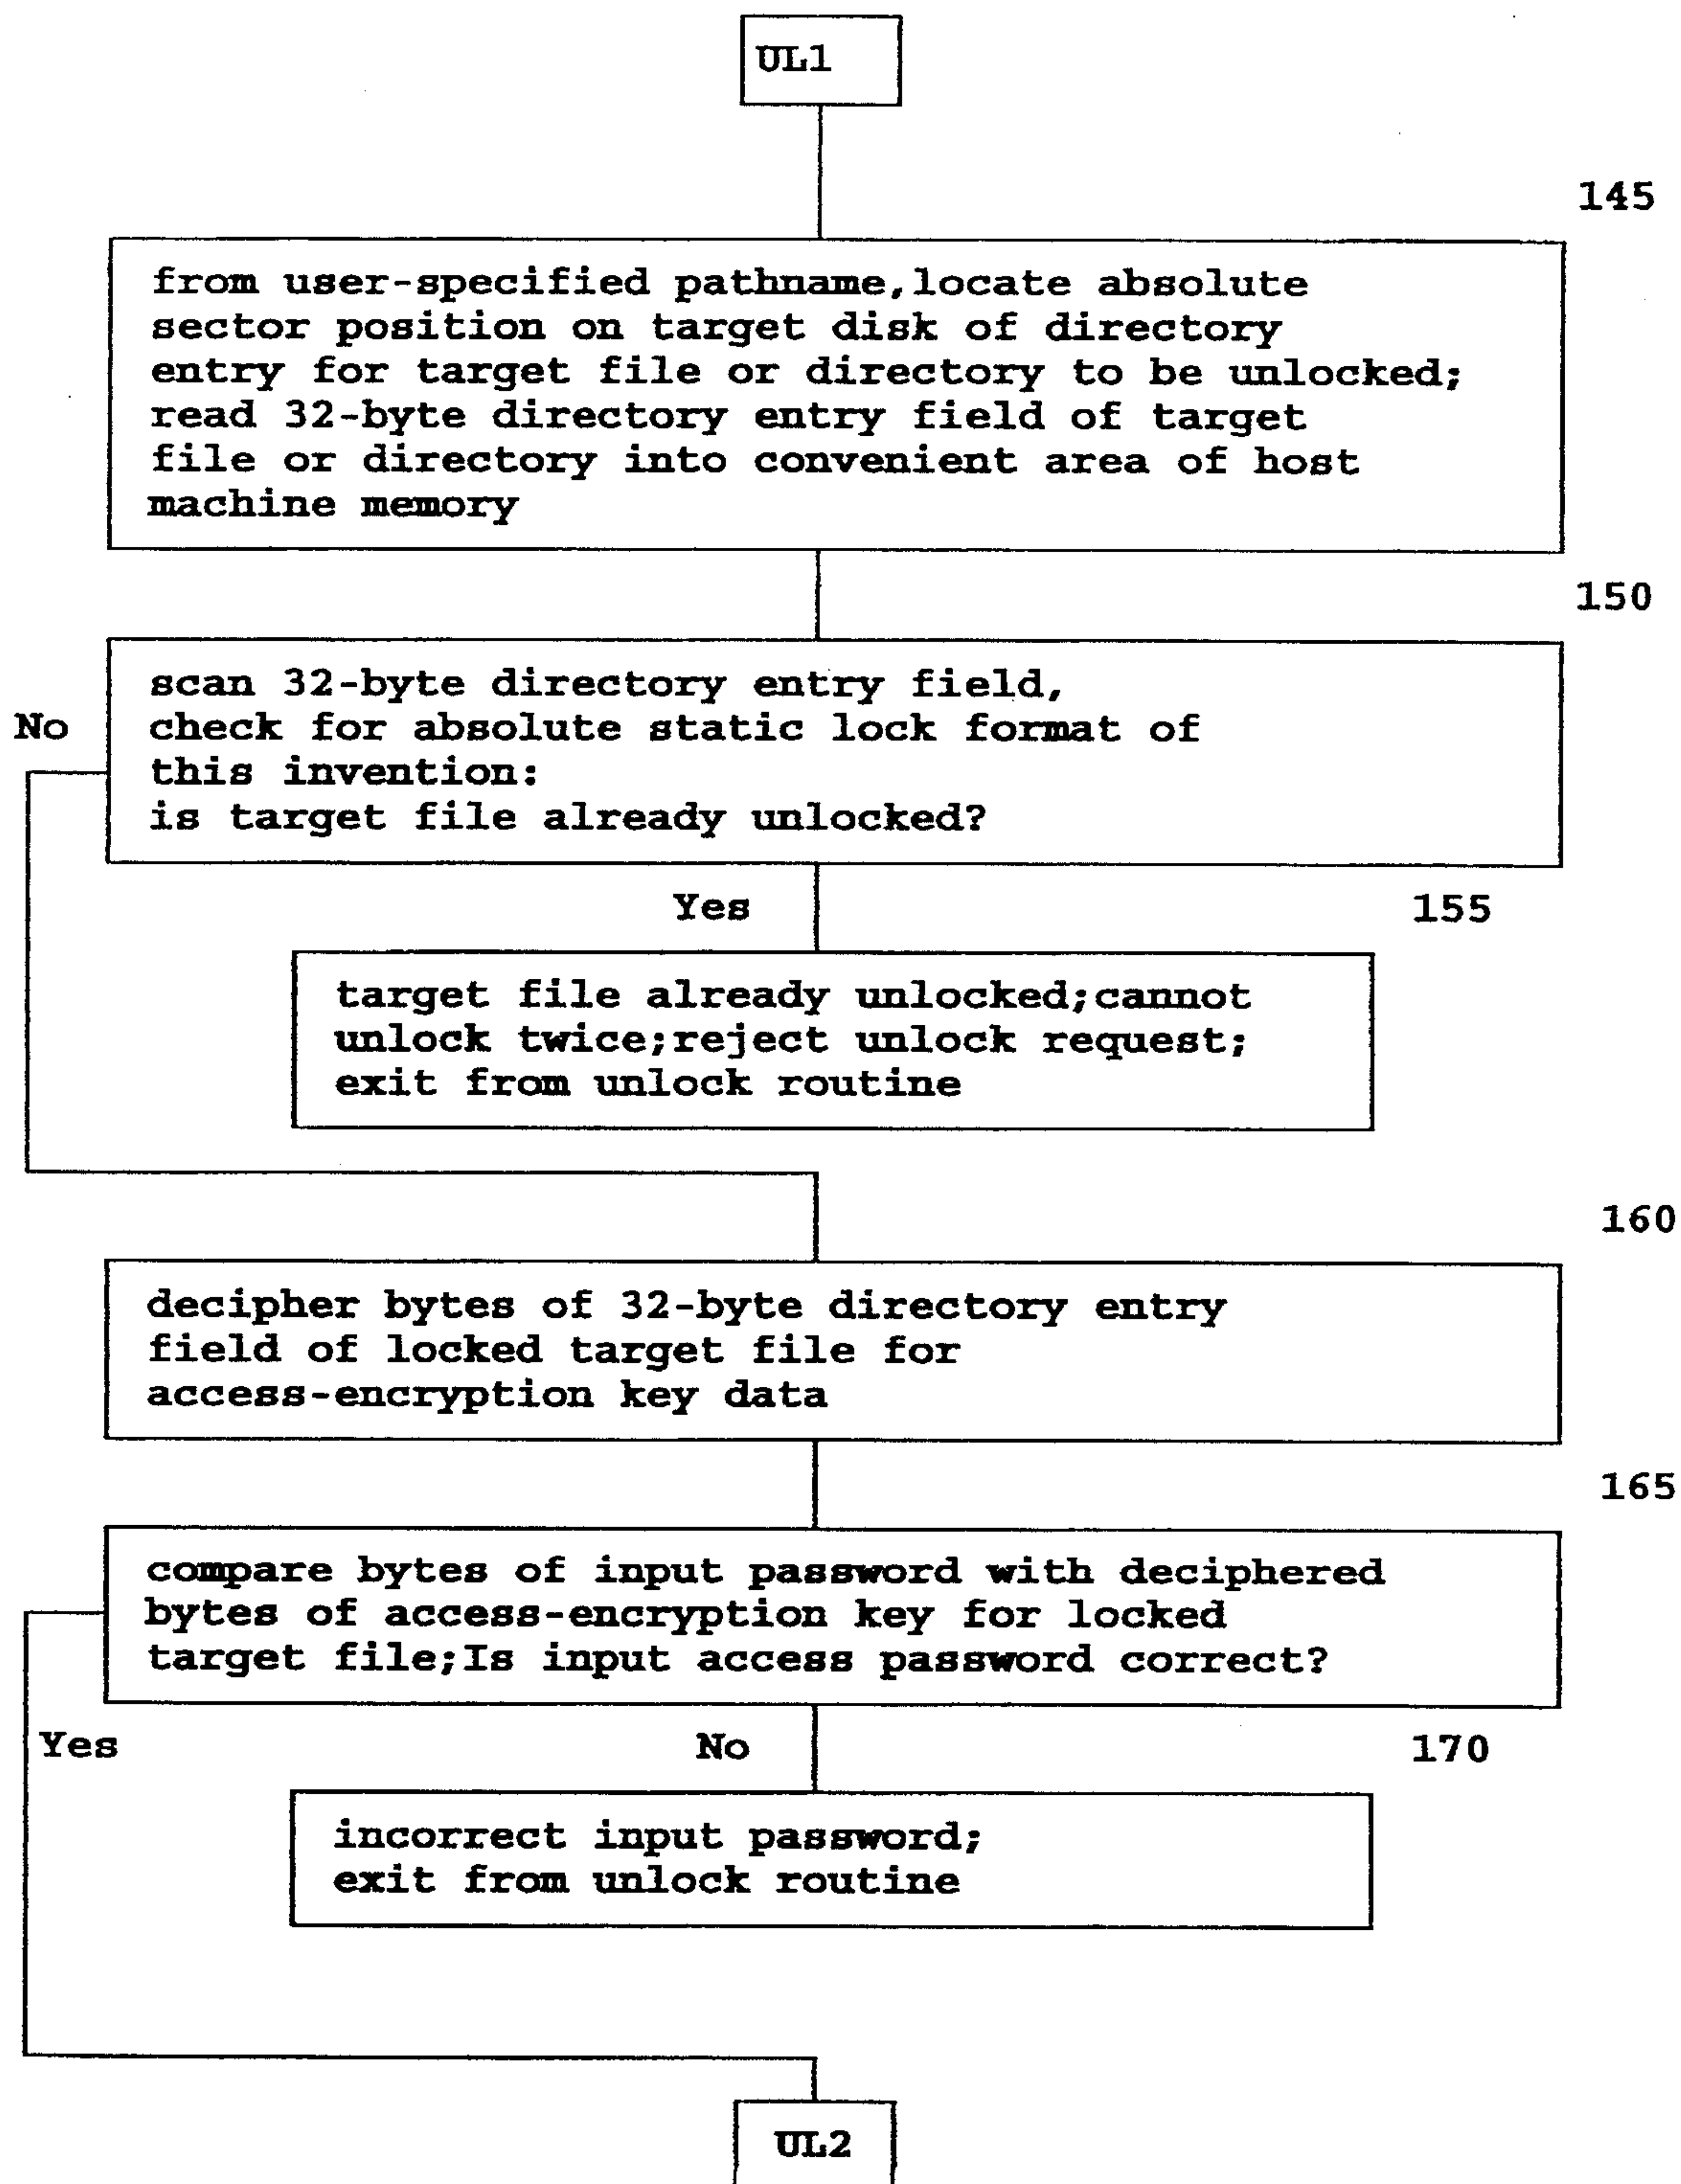 UL1
145
from user-specified pathname,locate absolute
sector position on target disk of directory
entry for target file or directory to be unlocked;
read 32-byte directory entry field of target
file or directory into convenient area of host
machine memory
150
scan 32-byte directory entry field,
No
check for absolute static lock format of
this invention:
is target file already unlocked?
Yes
155
target file already unlocked;cannot
unlock twice;reject unlock request;
exit from unlock routine
160
decipher bytes of 32-byte directory entry
field of locked target file for
access-encryption key data
165
compare bytes of input password with deciphered
bytes of access-encryption key for locked
target file;Is input access password correct?
Yes
No
170
incorrect input password;
exit from unlock routine
UL2